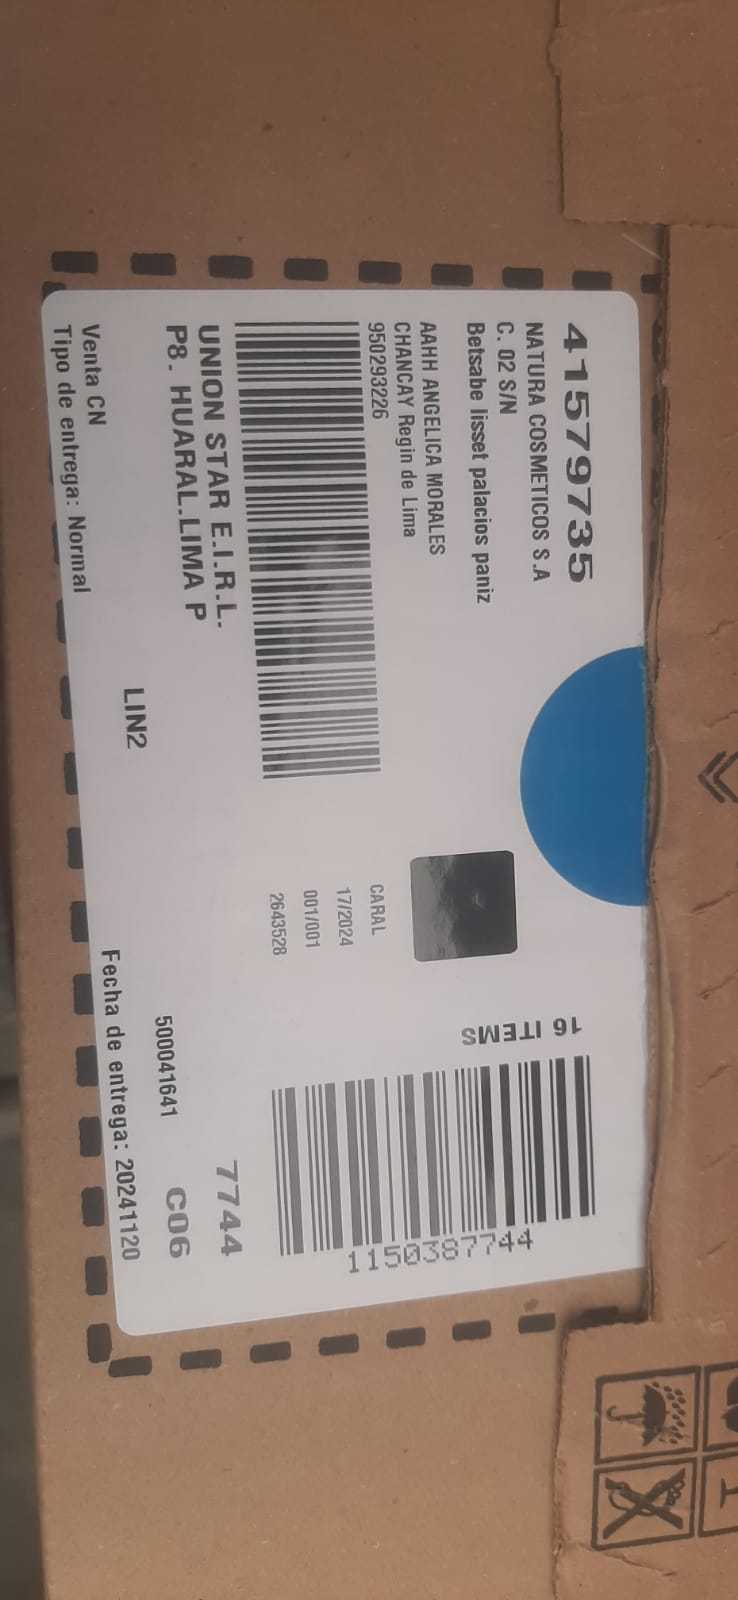 41579735
NATURA COSMETICOS S.A
C. 02 S/N
Betsabe lisset palacios paniz
AAHH ANGELICA MORALES
CHANCAY Regin de Lima
950293226
UNION STAR E.I.R.L.
P8. HUARAL.LIMA P
CARAL
17/2024
001/001
2643528
16 ITEMS
1150387744
7744
500041641
C06
LIN2
Venta CN
Tipo de entrega: Normal
Fecha de entrega: 20241120